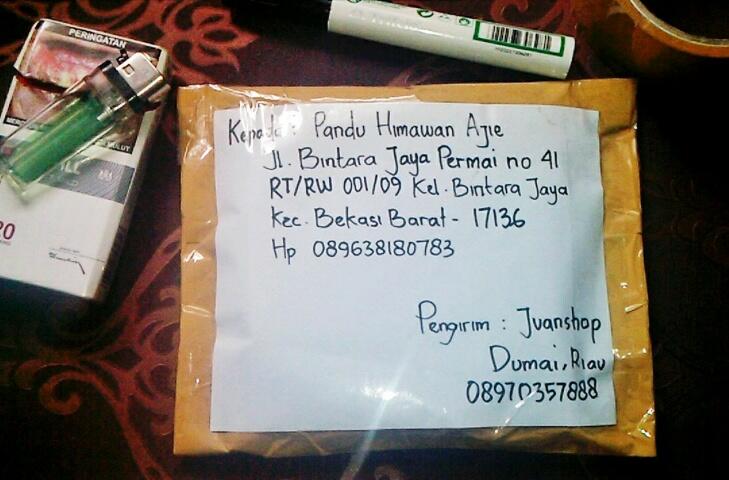 PERINGATAN
Kepada : Pandu Himawan Ajie
Jl. Bintara Jaya Permai no 41
RT/RW 001/09 Kel. Bintara Jaya
Kec. Bekasi Barat - 17136
Hp 089638180783
Pengirim : Juanshop
Dumai, Riau
08970357888